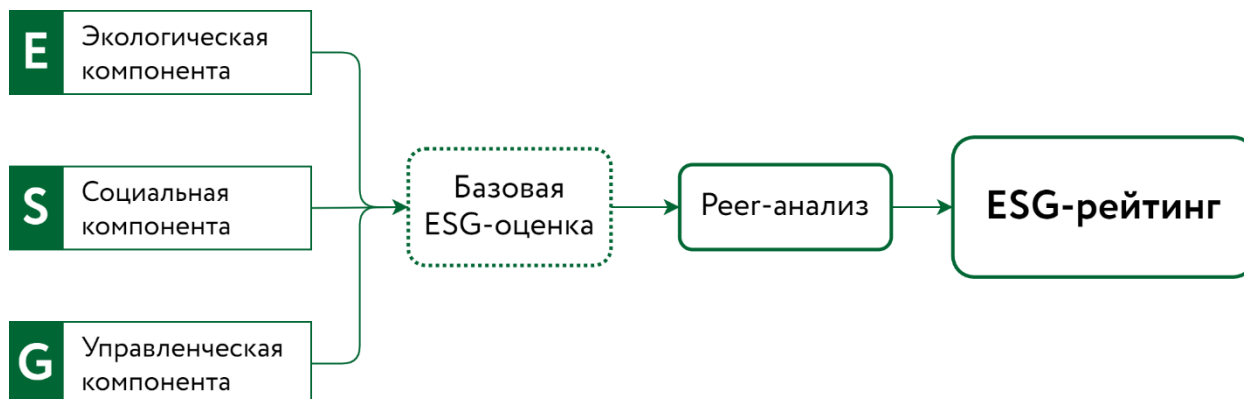 E
Экологическая
компонента
S
Социальная
компонента
G
Управленческая
компонента
Базовая
ESG-оценка
Peer-анализ
ESG-рейтинг